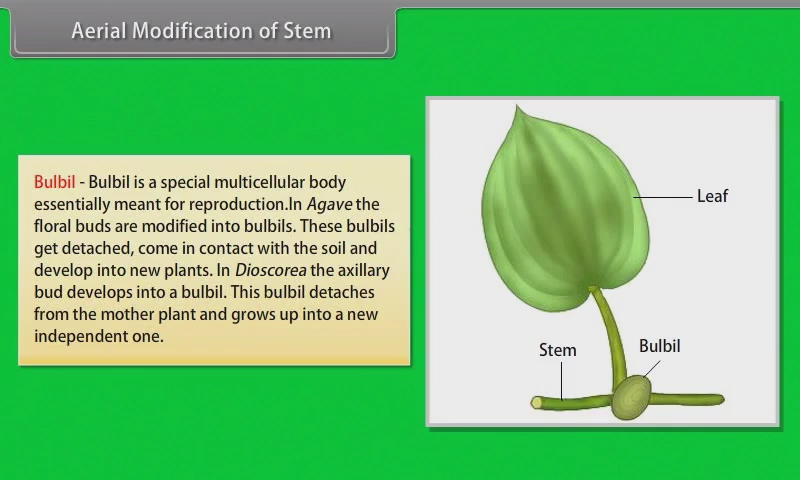 Aerial Modification of Stem
Bulbil - Bulbil is a special multicellular body
essentially meant for reproduction.In Agave the
floral buds are modified into bulbils. These bulbils
get detached, come in contact with the soil and
develop into new plants. In Dioscorea the axillary
bud develops into a bulbil. This bulbil detaches
from the mother plant and grows up into a new
independent one.
Leaf
Stem
Bulbil